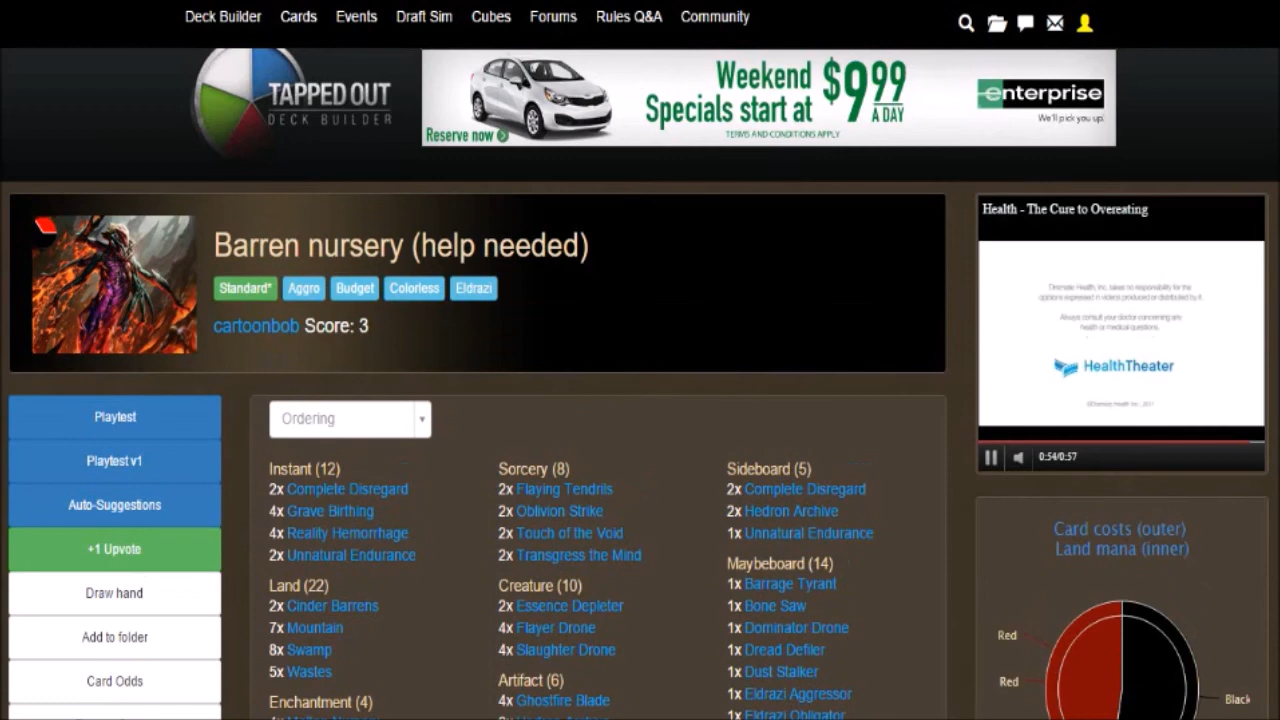 Deck Builder Cards Events Draft Sim Cubes Forums Rules Q&A Community
TAPPED OUT
DECK BUILDER
Weekend
Specials start at
$9.99
A DAY
TERMS AND CONDITIONS APPLY
Reserve now
enterprise
We'll pick you up.
Barren nursery (help needed)
Standard* Aggro Budget Colorless Eldrazi
cartoonbob Score: 3
Health - The Cure to Overeating
HealthTheater
0:54/0:57
Playtest
Playtest v1
Auto-Suggestions
+1 Upvote
Draw hand
Add to folder
Card Odds
Ordering
Instant (12)
2x Complete Disregard
4x Grave Birthing
4x Reality Hemorrhage
2x Unnatural Endurance
Land (22)
2x Cinder Barrens
7x Mountain
8x Swamp
5x Wastes
Enchantment (4)
Sorcery (8)
2x Flaying Tendrils
2x Oblivion Strike
2x Touch of the Void
2x Transgress the Mind
Creature (10)
2x Essence Depleter
4x Flayer Drone
4x Slaughter Drone
Artifact (6)
4x Ghostfire Blade
Sideboard (5)
2x Complete Disregard
2x Hedron Archive
1x Unnatural Endurance
Maybeboard (14)
1x Barrage Tyrant
1x Bone Saw
1x Dominator Drone
1x Dread Defiler
1x Dust Stalker
1x Eldrazi Aggressor
1x Eldrazi Obligator
Card costs (outer)
Land mana (inner)
Red
Red
Black